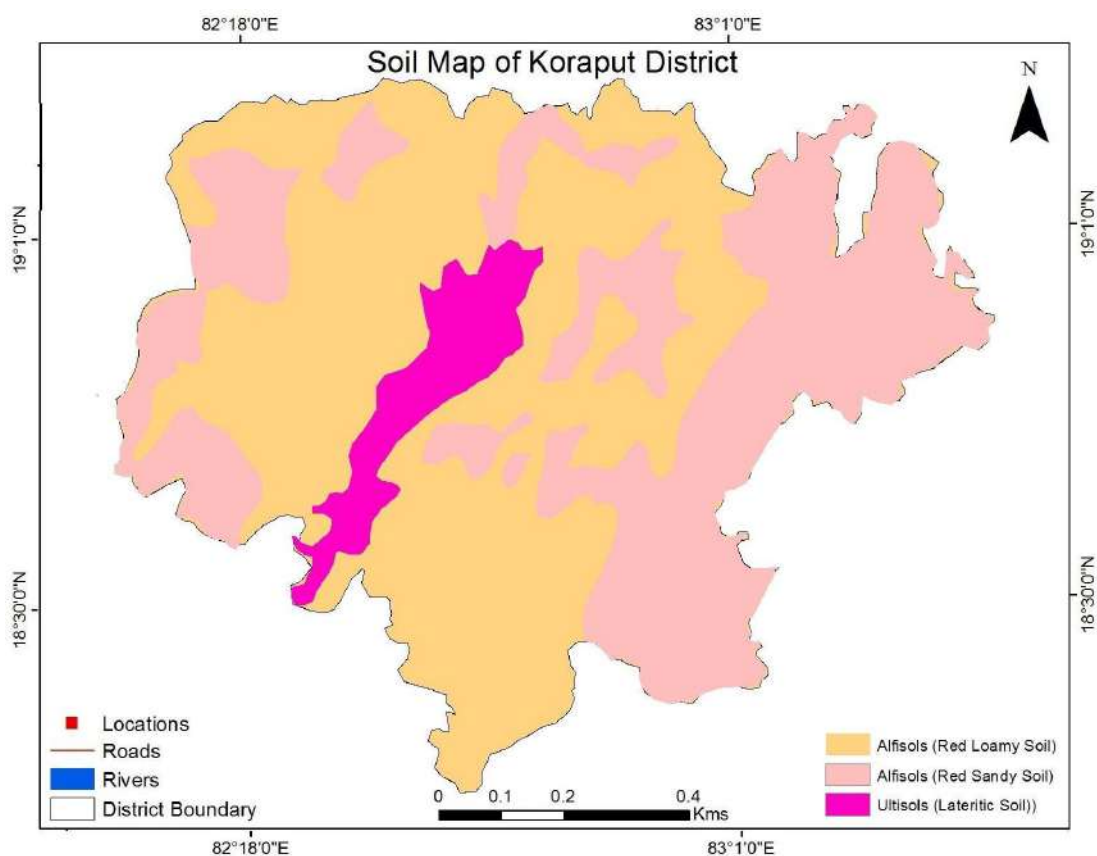 82°18'0"E
83°1'0"E
Soil Map of Koraput District
N
19°1'0"N
19°1'0"N
18°30'0"N
18°30'0"N
Locations
Roads
Rivers
District Boundary
0 0.1 0.2 0.4
Kms
Alfisols (Red Loamy Soil)
Alfisols (Red Sandy Soil)
Ultisols (Lateritic Soil))
82°18'0"E
83°1'0"E